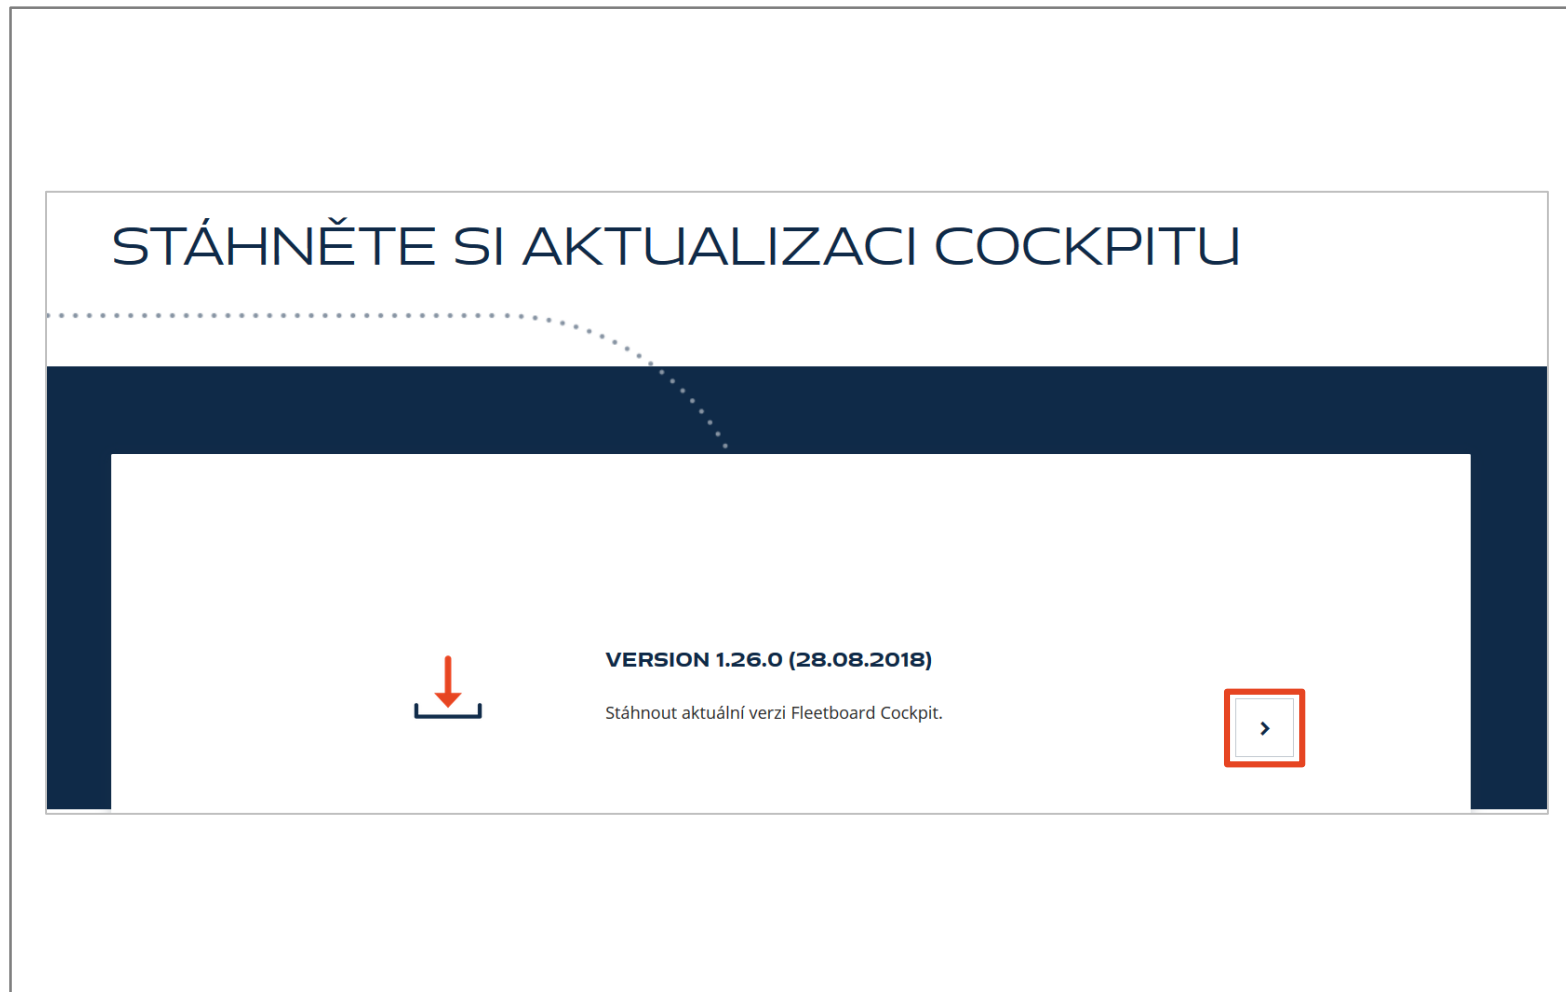 STÁHNĚTE SI AKTUALIZACI COCKPITU
VERSION 1.26.0 (28.08.2018)
Stáhnout aktuální verzi Fleetboard Cockpit.